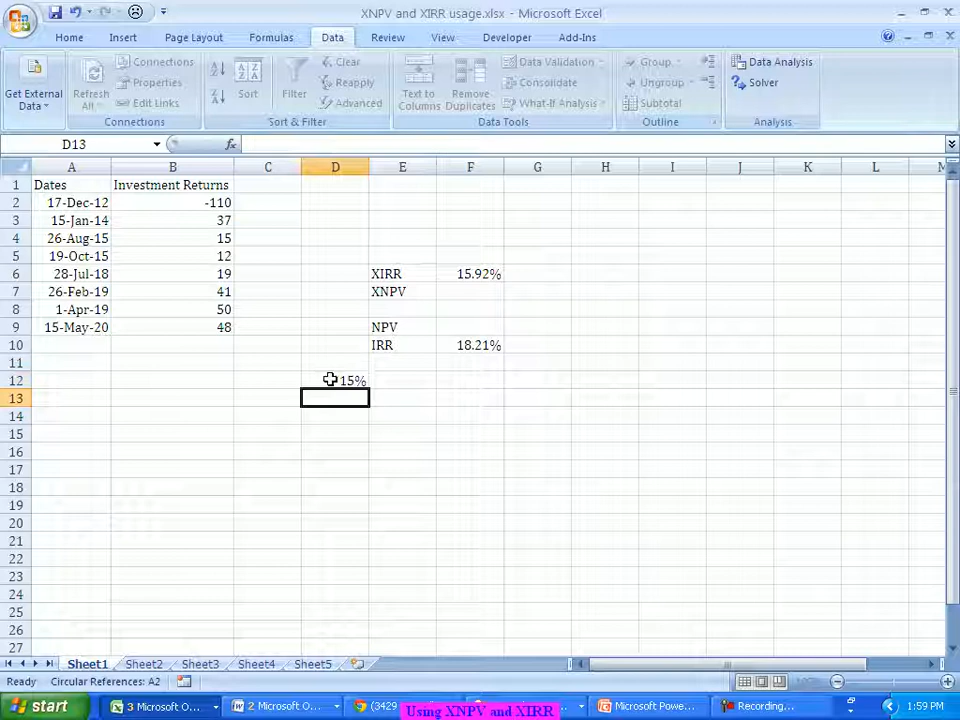 XNPV and XIRR usage.xlsx - Microsoft Excel
Home Insert Page Layout Formulas Data Review View Developer Add-Ins
Get External Data
Refresh All
Connections
Properties
Edit Links
Connections
Sort
Filter
Clear
Reapply
Advanced
Sort & Filter
Text to Columns
Remove Duplicates
Data Validation
Consolidate
What-If Analysis
Data Tools
Group
Ungroup
Subtotal
Outline
Data Analysis
Solver
Analysis
D13 fx
A B C D E F G H I J K L M
1 Dates Investment Returns
2 17-Dec-12 -110
3 15-Jan-14 37
4 26-Aug-15 15
5 19-Oct-15 12
6 28-Jul-18 19 XIRR 15.92%
7 26-Feb-19 41 XNPV
8 1-Apr-19 50
9 15-May-20 48 NPV
10 IRR 18.21%
11
12 15%
13
14
15
16
17
18
19
20
21
22
23
24
25
26
27
Sheet1 Sheet2 Sheet3 Sheet4 Sheet5
Ready Circular References: A2
start 3 Microsoft O... 2 Microsoft O... (3429 Microsoft Pow... Recording... 1:59 PM
Using XNPV and XIRR